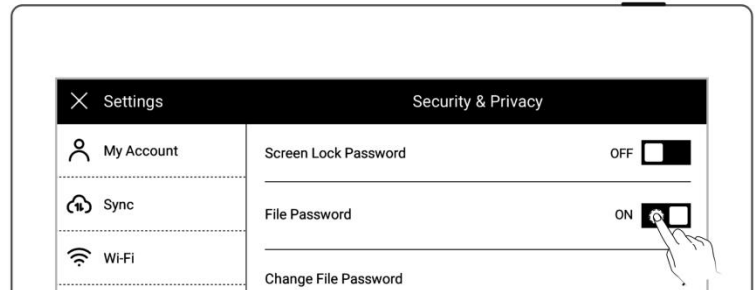 Settings
Security & Privacy
My Account
Screen Lock Password
OFF
Sync
File Password
ON
Wi-Fi
Change File Password